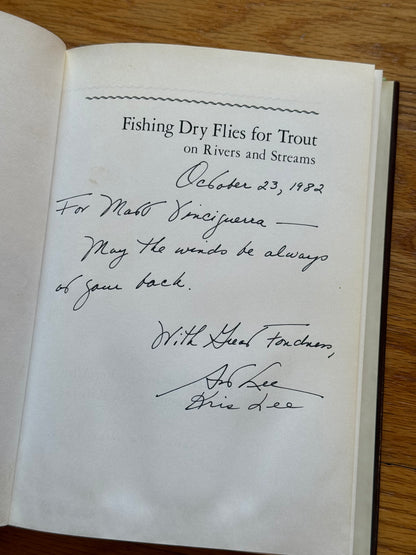 Fishing Dry Flies for Trout
on Rivers and Streams
October 23, 1982
For Matt Vinciguerra —
May the winds be always
at your back.
With Great Fondness,
Art Lee
Kris Lee